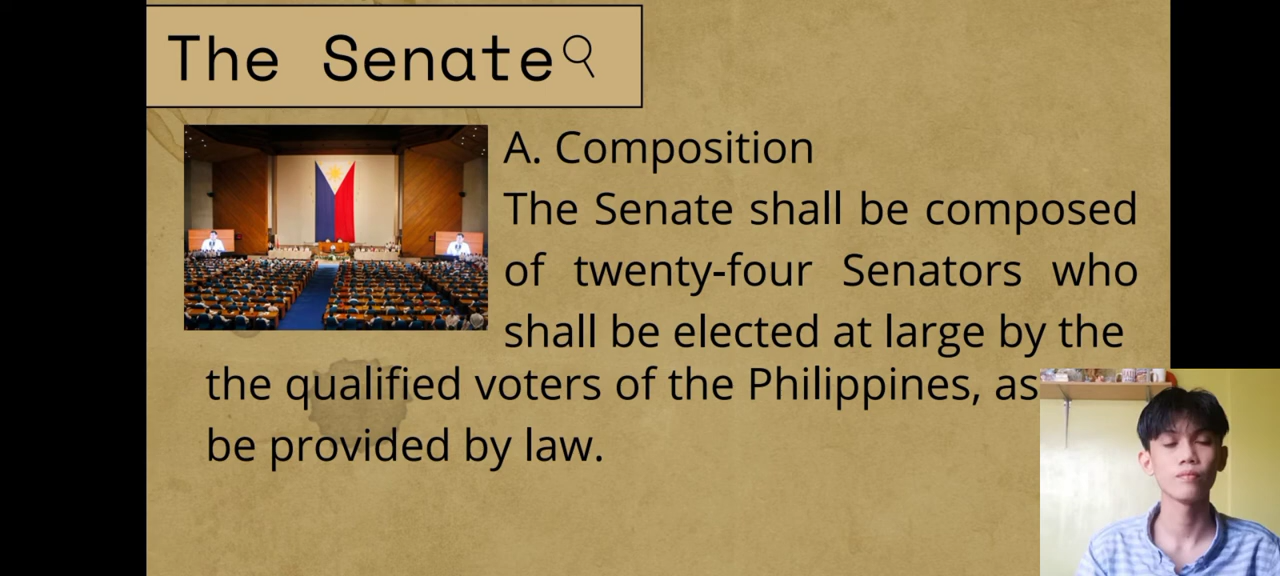 The Senate
A. Composition
The Senate shall be composed
of twenty-four Senators who
shall be elected at large by the
the qualified voters of the Philippines, as
be provided by law.